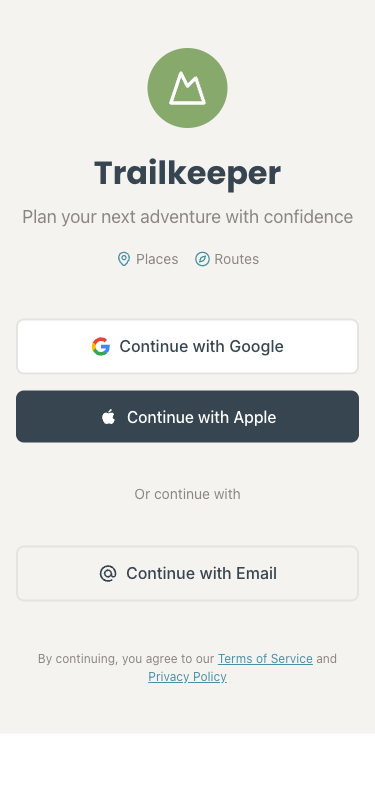 Trailkeeper
Plan your next adventure with confidence
Places Routes
Continue with Google
Continue with Apple
Or continue with
Continue with Email
By continuing, you agree to our Terms of Service and
Privacy Policy